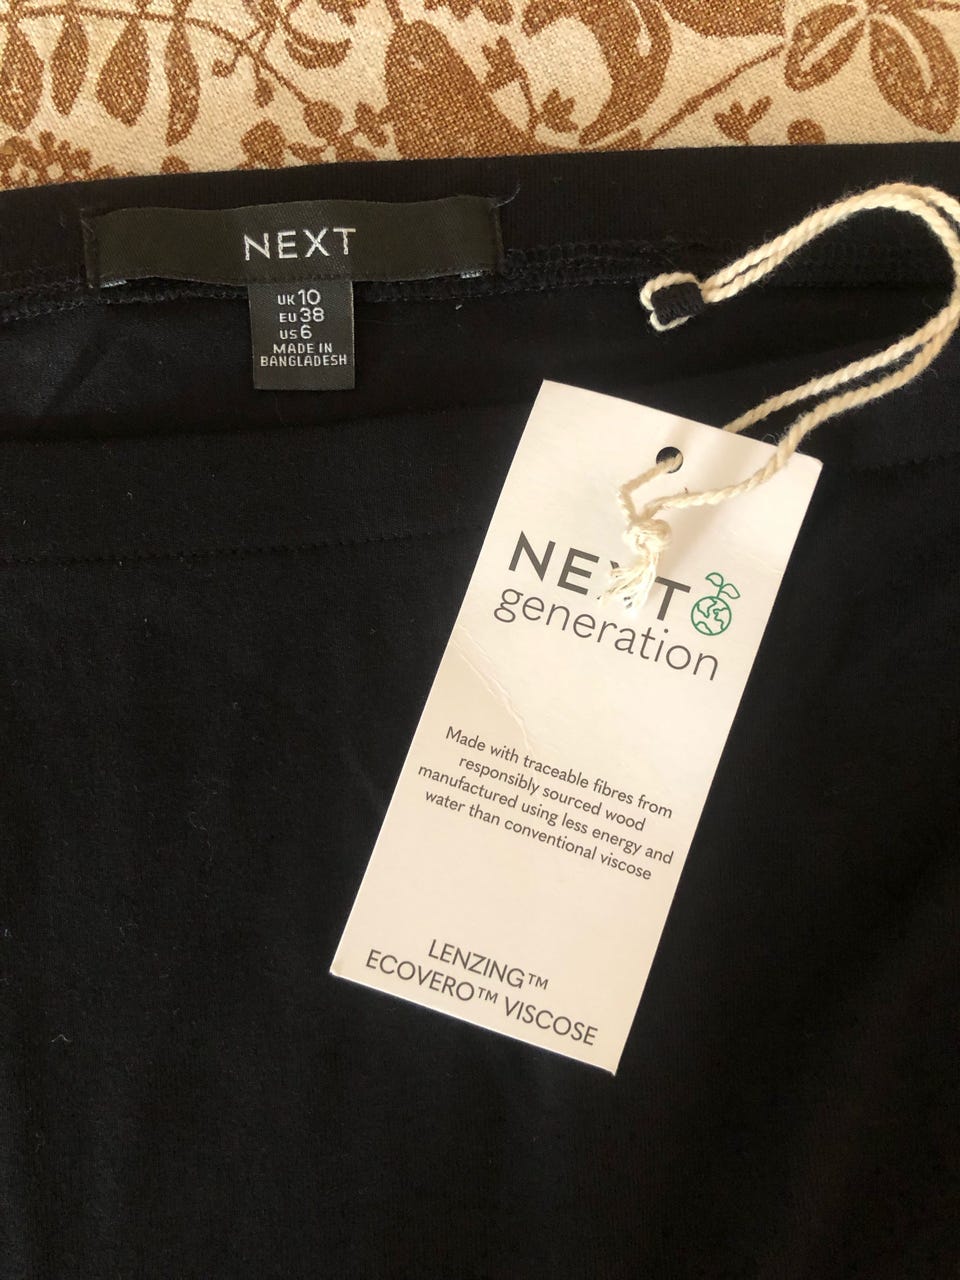 NEXT
UK 10
EU 38
US 6
MADE IN
BANGLADESH
NEXT
generation
Made with traceable fibres from
responsibly sourced wood
manufactured using less energy and
water than conventional viscose
LENZING™
ECOVERO™ VISCOSE